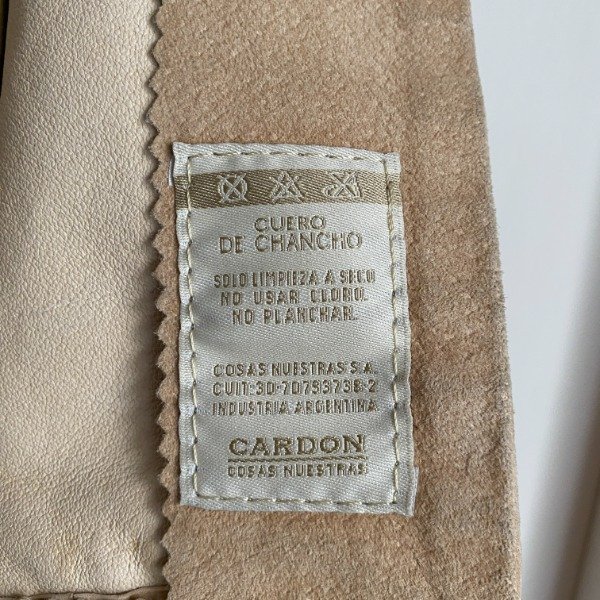 CUERO
DE CHANCHO
SOLO LIMPIEZA A SECO
NO USAR CLORO.
NO PLANCHAR.
COSAS NUESTRAS S.A.
CUIT:30-70793738-2
INDUSTRIA ARGENTINA
CARDON
COSAS NUESTRAS